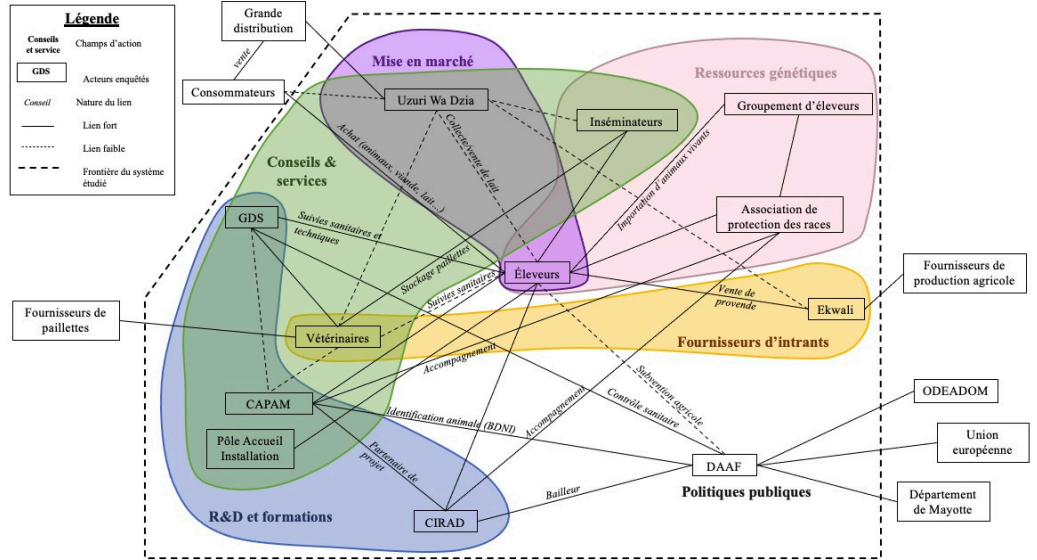 Légende
Conseils
et service
Champs d'action
GDS
Acteurs enquêtés
Conseil
Nature du lien
Lien fort
Lien faible
Frontière du système
étudié
Grande
distribution
vente
Consommateurs
Mise en marché
Uzuri Wa Dzia
Ressources génétiques
Groupement d'éleveurs
Inséminateurs
Achat (animaux, viande, lait...)
Collecte/vente
de lait
Importation d'animaux vivants
Conseils &
services
GDS
Suivies sanitaires et
techniques
Association de
protection des races
Stockage paillettes
Suivies sanitaires
Éleveurs
Vente de
provende
Ekwali
Fournisseurs de
production agricole
Fournisseurs de
paillettes
Vétérinaires
Accompagnement
Fournisseurs d'intrants
CAPAM
Identification animale (BDNI)
Accompagnement
Subvention agricole
Contrôle sanitaire
ODEADOM
Pôle Accueil
Installation
Partenaire de
projet
Union
européenne
DAAF
Politiques publiques
Bailleur
Département
de Mayotte
R&D et formations
CIRAD